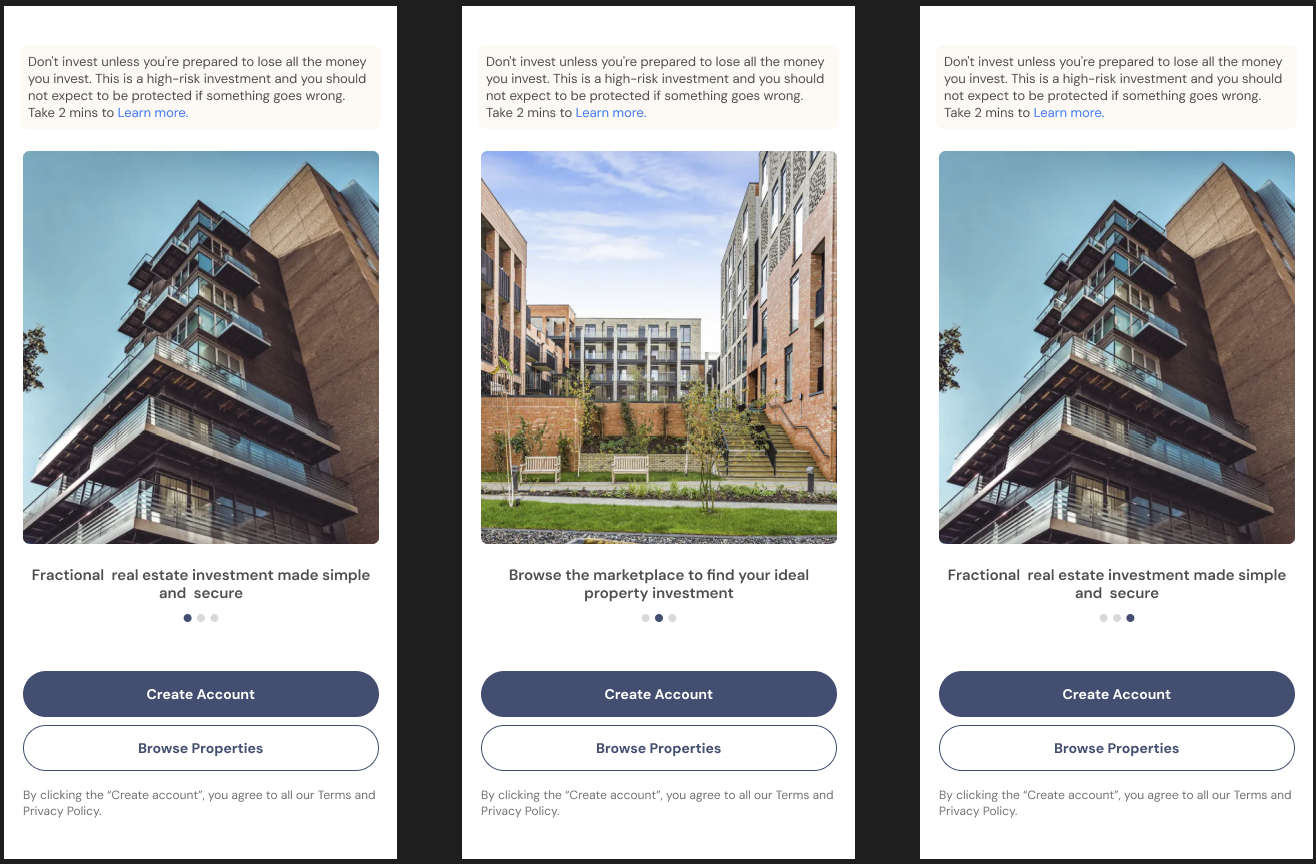 Don't invest unless you're prepared to lose all the money
you invest. This is a high-risk investment and you should
not expect to be protected if something goes wrong.
Take 2 mins to Learn more.
Fractional  real estate investment made simple
and  secure
Create Account
Browse Properties
By clicking the “Create account”, you agree to all our Terms and
Privacy Policy.
Don't invest unless you're prepared to lose all the money
you invest. This is a high-risk investment and you should
not expect to be protected if something goes wrong.
Take 2 mins to Learn more.
Browse the marketplace to find your ideal
property investment
Create Account
Browse Properties
By clicking the “Create account”, you agree to all our Terms and
Privacy Policy.
Don't invest unless you're prepared to lose all the money
you invest. This is a high-risk investment and you should
not expect to be protected if something goes wrong.
Take 2 mins to Learn more.
Fractional  real estate investment made simple
and  secure
Create Account
Browse Properties
By clicking the “Create account”, you agree to all our Terms and
Privacy Policy.